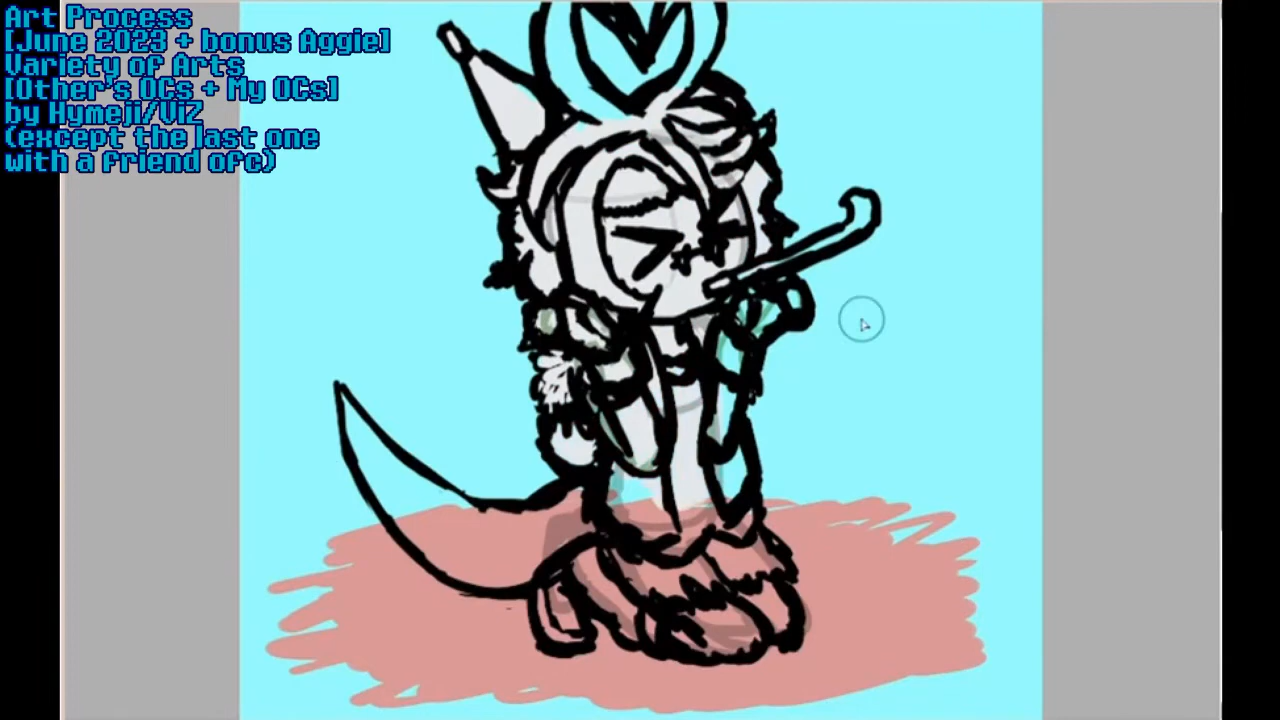 Art Process
[June 2023 + bonus Aggie]
Variety of Arts
[Other's OCs + My OCs]
by Hymeji/ViZ
(except the last one
with a friend ofc)